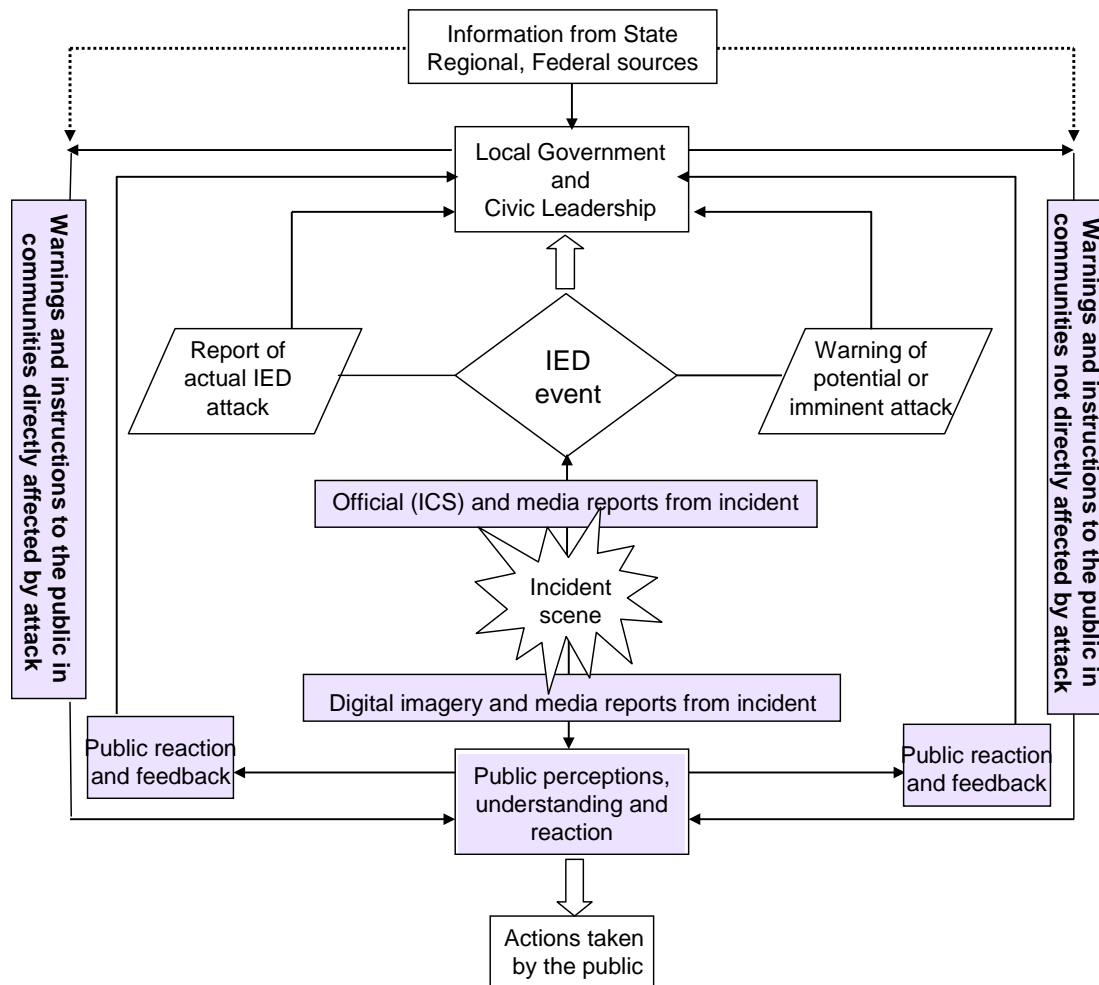 Information from State
Regional, Federal sources
Local Government
and
Civic Leadership
Warnings and instructions to the public in
communities directly affected by attack
Warnings and instructions to the public in
communities not directly affected by attack
Report of
actual IED
attack
IED
event
Warning of
potential or
imminent attack
Official (ICS) and media reports from incident
Incident
scene
Digital imagery and media reports from incident
Public reaction
and feedback
Public perceptions,
understanding and
reaction
Public reaction
and feedback
Actions taken
by the public